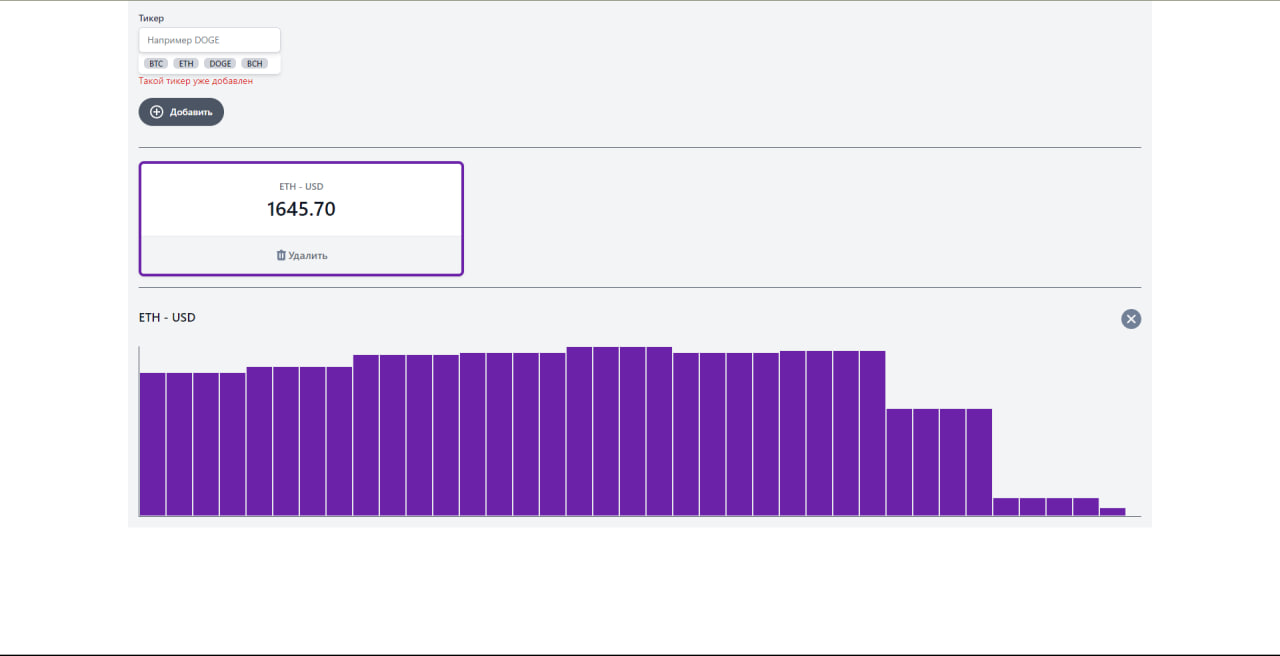 Тикер
Например DOGE
BTC ETH DOGE BCH
Такой тикер уже добавлен
Добавить
ETH - USD
1645.70
Удалить
ETH - USD